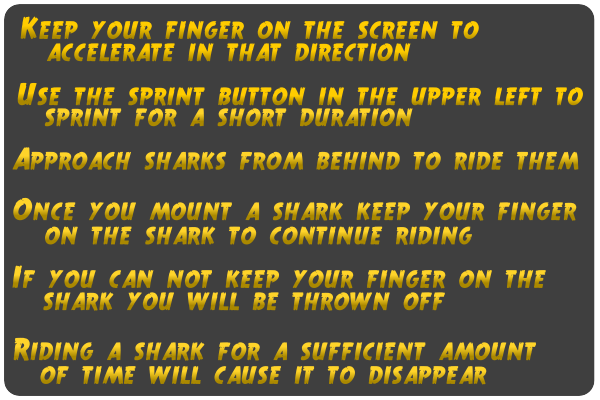 Keep your finger on the screen to
accelerate in that direction
Use the sprint button in the upper left to
sprint for a short duration
Approach sharks from behind to ride them
Once you mount a shark keep your finger
on the shark to continue riding
If you can not keep your finger on the
shark you will be thrown off
Riding a shark for a sufficient amount
of time will cause it to disappear